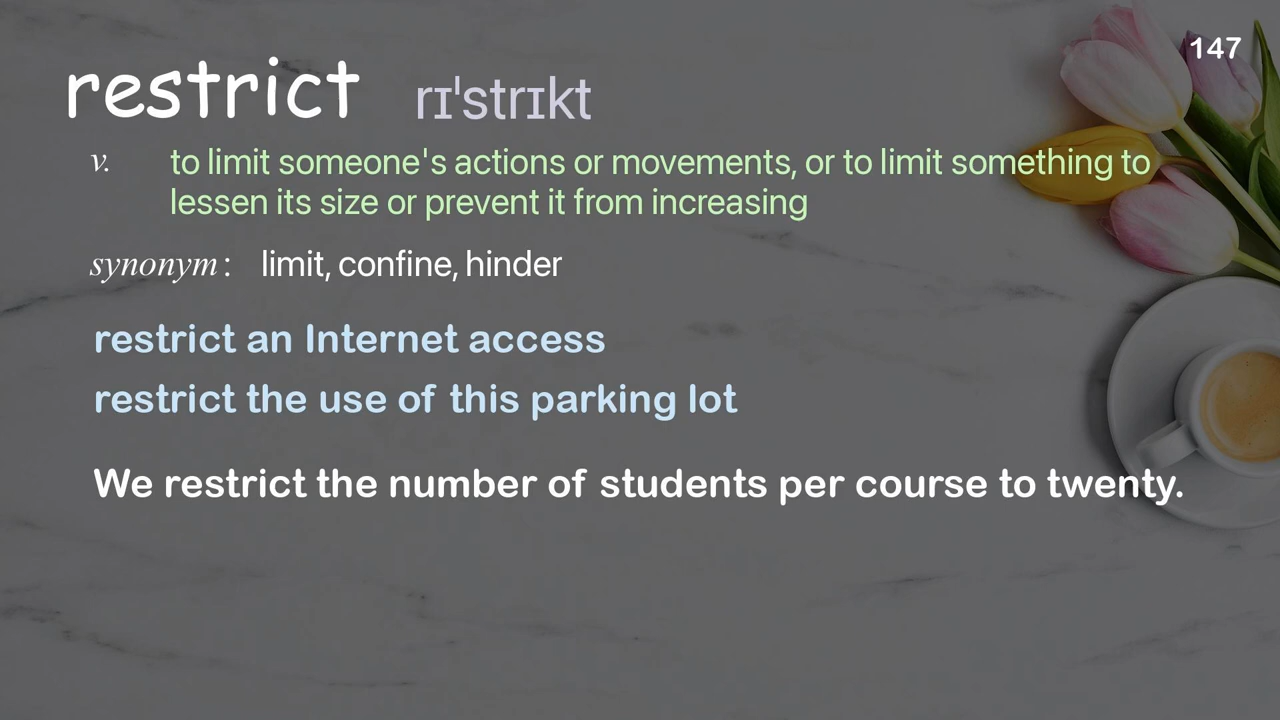 147
restrict rɪˈstrɪkt
v. to limit someone's actions or movements, or to limit something to
lessen its size or prevent it from increasing
synonym : limit, confine, hinder
restrict an Internet access
restrict the use of this parking lot
We restrict the number of students per course to twenty.